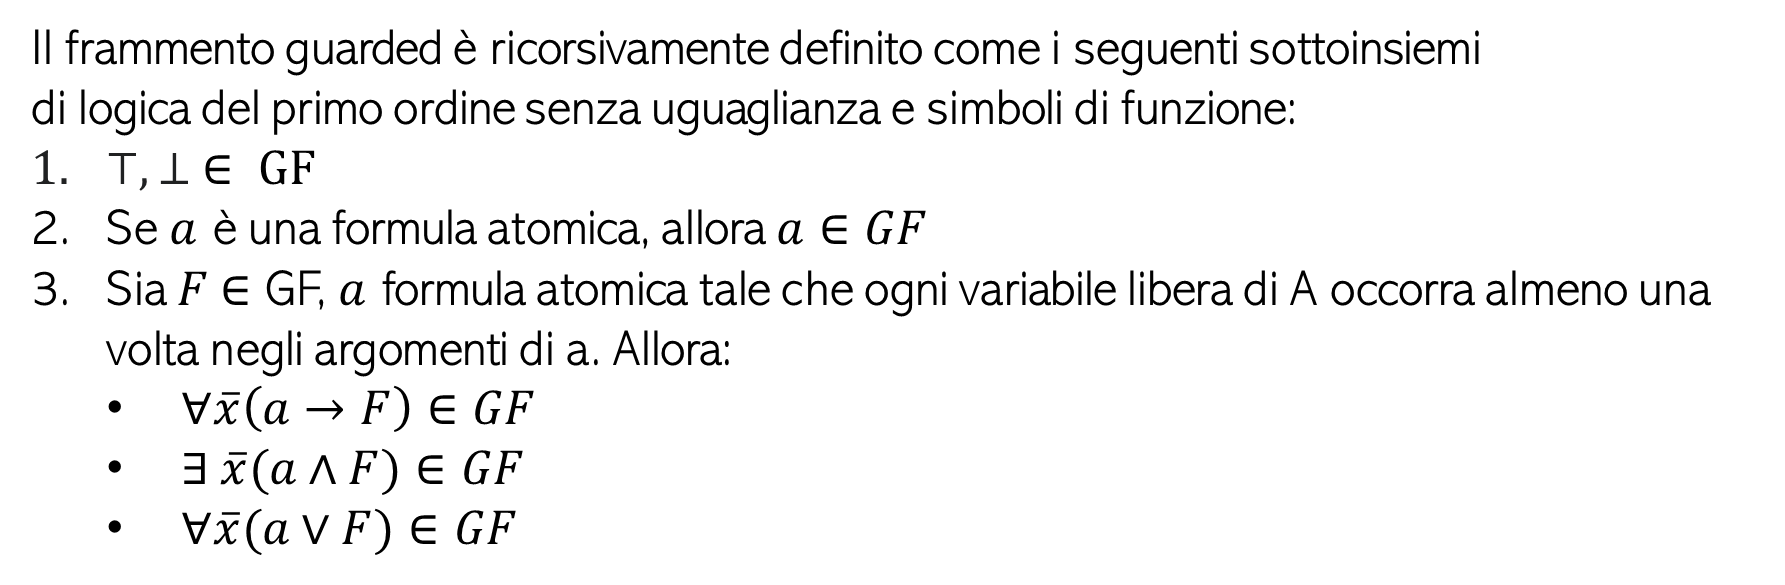 Il frammento guarded è ricorsivamente definito come i seguenti sottoinsiemi
di logica del primo ordine senza uguaglianza e simboli di funzione:
1. ⊤, ⊥ ∈ GF
2. Se a è una formula atomica, allora a ∈ GF
3. Sia F ∈ GF, a formula atomica tale che ogni variabile libera di A occorra almeno una
volta negli argomenti di a. Allora:
• ∀x̄(a → F) ∈ GF
• ∃ x̄(a ∧ F) ∈ GF
• ∀x̄(a ∨ F) ∈ GF